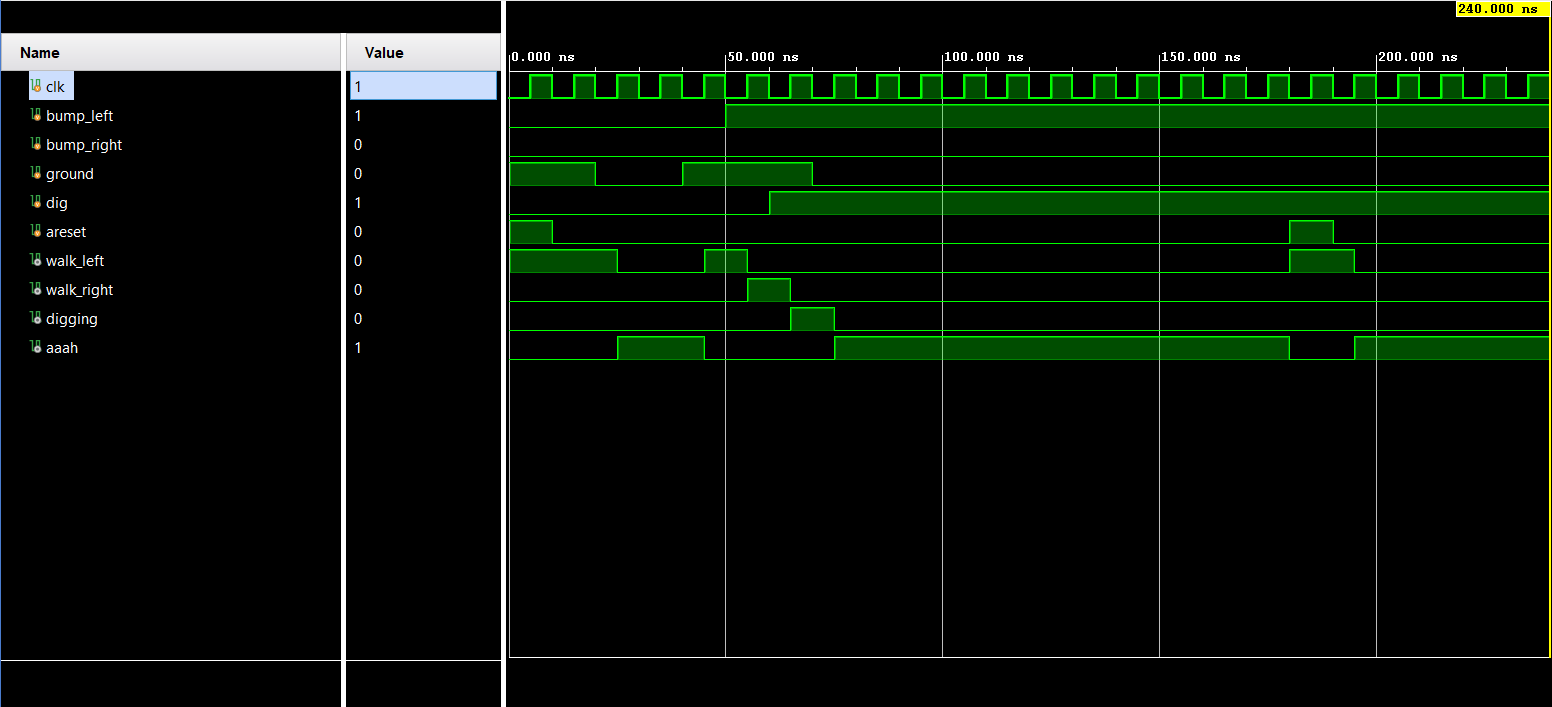 240.000 ns
Name Value
0.000 ns 50.000 ns 100.000 ns 150.000 ns 200.000 ns
clk 1
bump_left 1
bump_right 0
ground 0
dig 1
areset 0
walk_left 0
walk_right 0
digging 0
aaah 1